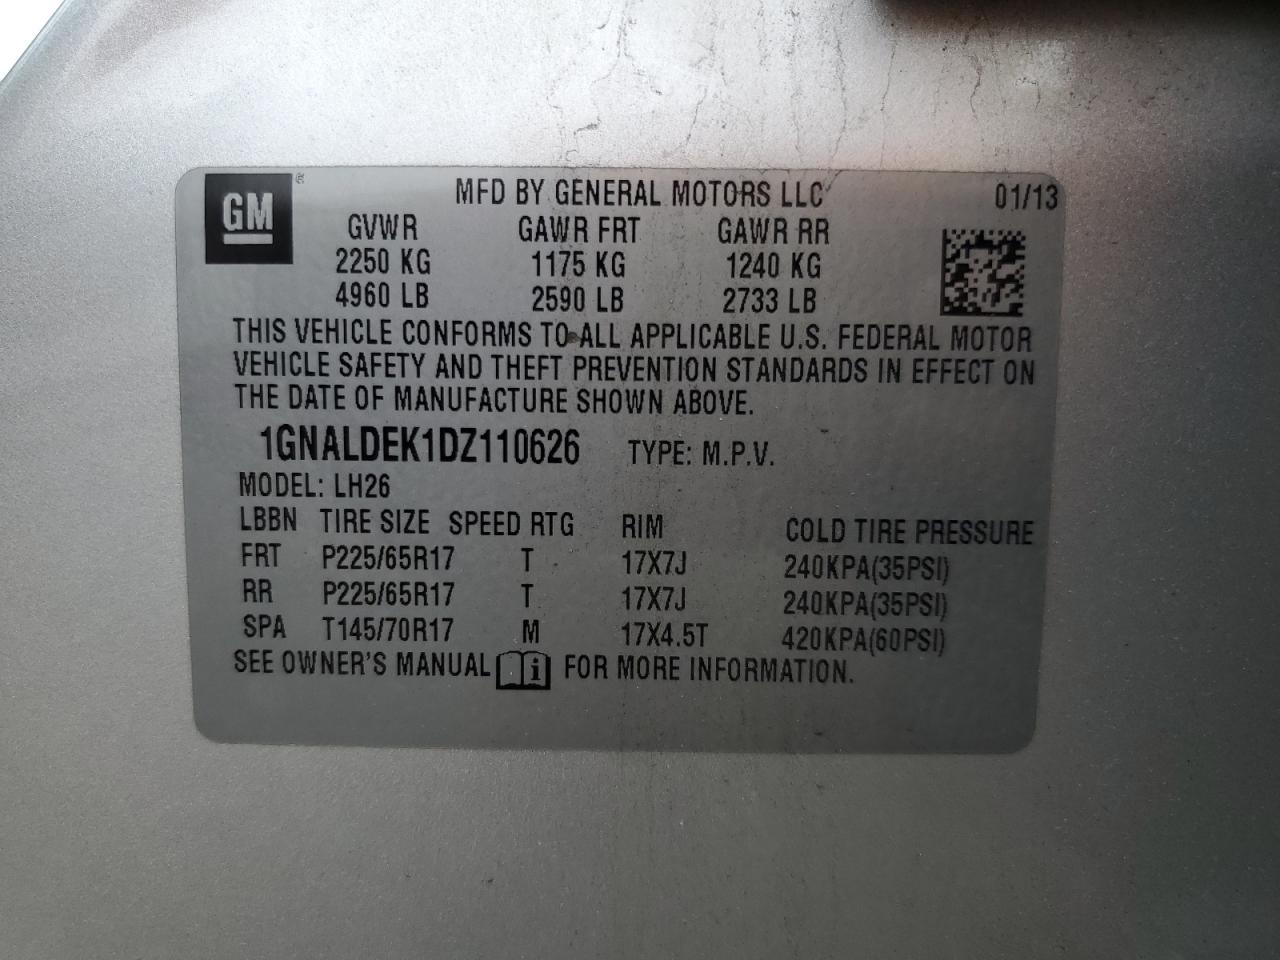 GM ®
MFD BY GENERAL MOTORS LLC 01/13
GVWR GAWR FRT GAWR RR
2250 KG 1175 KG 1240 KG
4960 LB 2590 LB 2733 LB
THIS VEHICLE CONFORMS TO ALL APPLICABLE U.S. FEDERAL MOTOR
VEHICLE SAFETY AND THEFT PREVENTION STANDARDS IN EFFECT ON
THE DATE OF MANUFACTURE SHOWN ABOVE.
1GNALDEK1DZ110626 TYPE: M.P.V.
MODEL: LH26
LBBN TIRE SIZE SPEED RTG RIM COLD TIRE PRESSURE
FRT P225/65R17 T 17X7J 240KPA(35PSI)
RR P225/65R17 T 17X7J 240KPA(35PSI)
SPA T145/70R17 M 17X4.5T 420KPA(60PSI)
SEE OWNER'S MANUAL i FOR MORE INFORMATION.